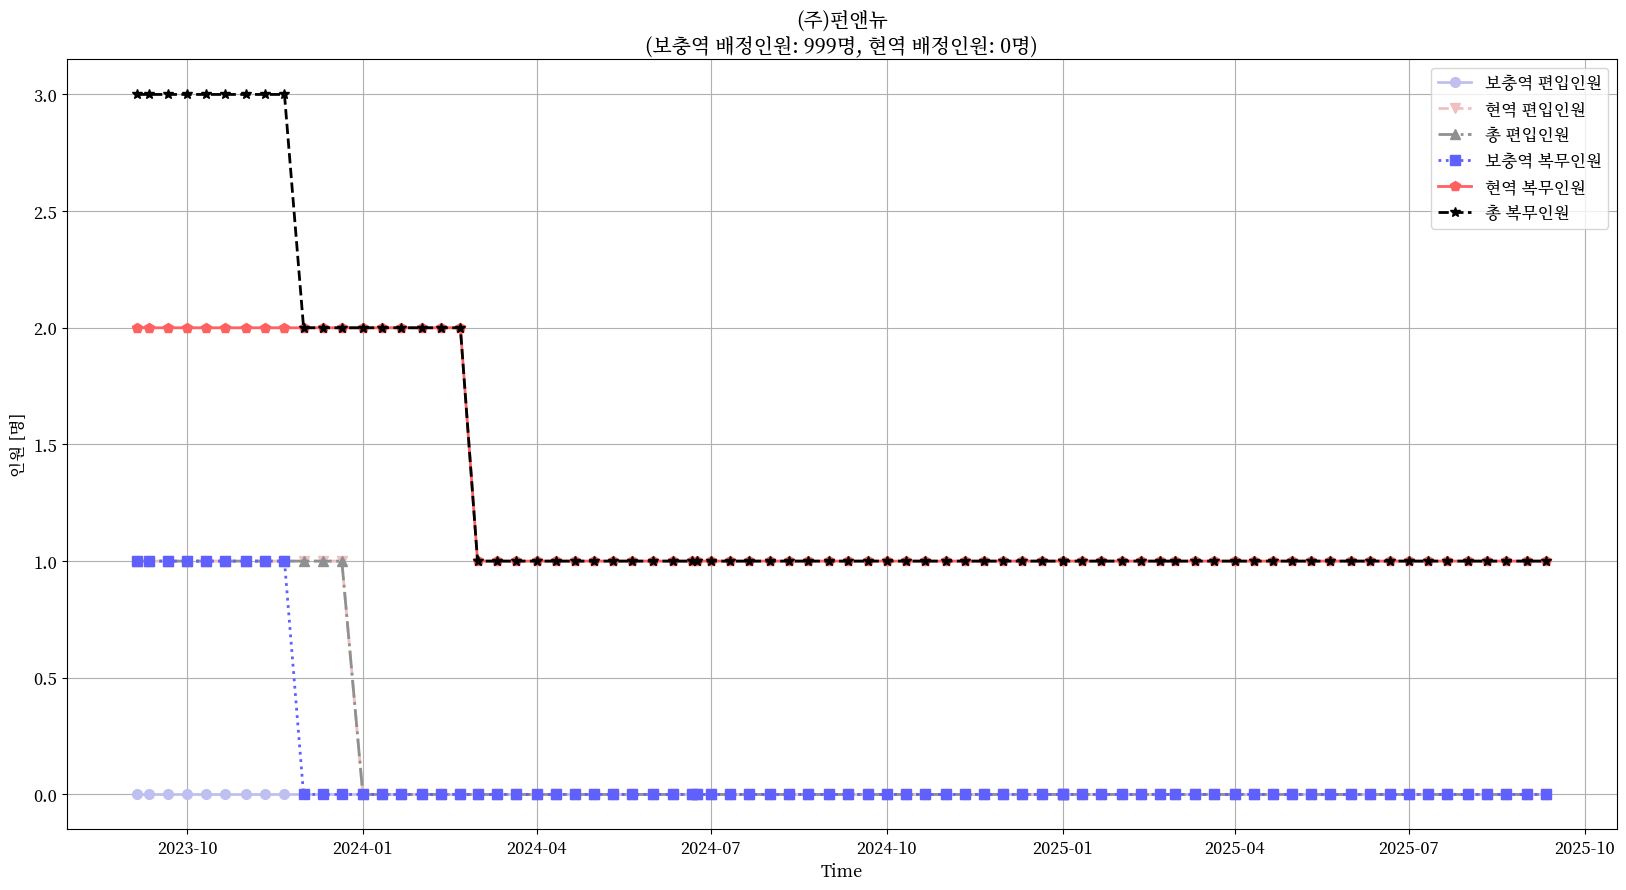 (주)펀앤뉴
(보충역 배정인원: 999명, 현역 배정인원: 0명)
보충역 편입인원
현역 편입인원
총 편입인원
보충역 복무인원
현역 복무인원
총 복무인원
인원 [명]
3.0
2.5
2.0
1.5
1.0
0.5
0.0
2023-10
2024-01
2024-04
2024-07
2024-10
2025-01
2025-04
2025-07
2025-10
Time